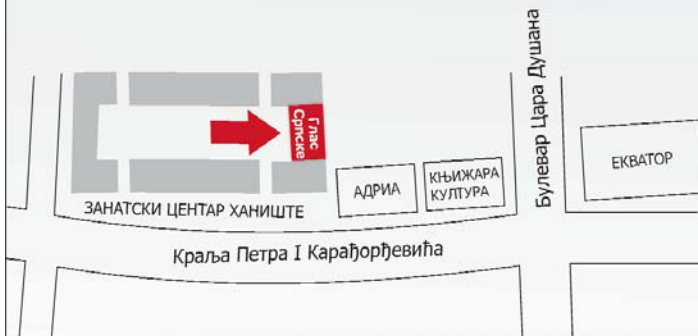 Булевар Цара Душана
Глас
Српске
ЕКВАТОР
АДРИА
КЊИЖАРА
КУЛТУРА
ЗАНАТСКИ ЦЕНТАР ХАНИШТЕ
Краља Петра I Карађорђевића